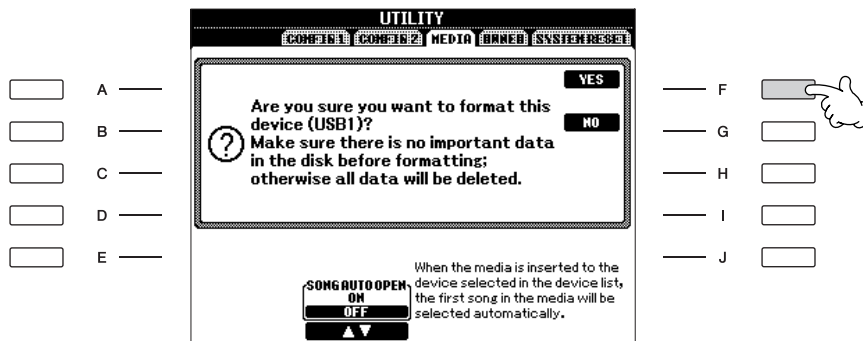 UTILITY
CONFIG 1 CONFIG 2 MEDIA OWNER SYSTEM RESET
YES
A
F
Are you sure you want to format this
device (USB1)?
NO
B
G
Make sure there is no important data
in the disk before formatting;
C
H
otherwise all data will be deleted.
D
I
E
J
When the media is inserted to the
SONG AUTO OPEN
device selected in the device list,
ON
the first song in the media will be
OFF
selected automatically.